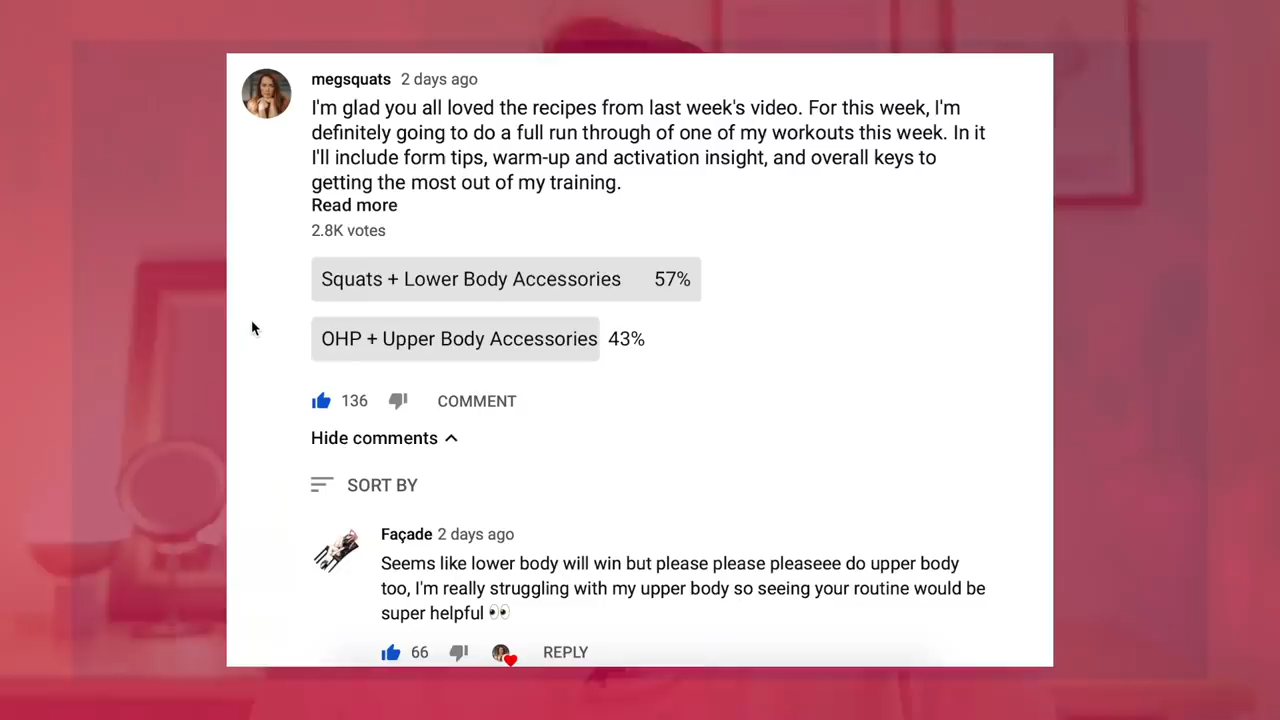 megsquats 2 days ago
I'm glad you all loved the recipes from last week's video. For this week, I'm
definitely going to do a full run through of one of my workouts this week. In it
I'll include form tips, warm-up and activation insight, and overall keys to
getting the most out of my training.
Read more
2.8K votes
Squats + Lower Body Accessories 57%
OHP + Upper Body Accessories 43%
136 COMMENT
Hide comments
SORT BY
Façade 2 days ago
Seems like lower body will win but please please pleaseee do upper body
too, I'm really struggling with my upper body so seeing your routine would be
super helpful 👀
66 REPLY